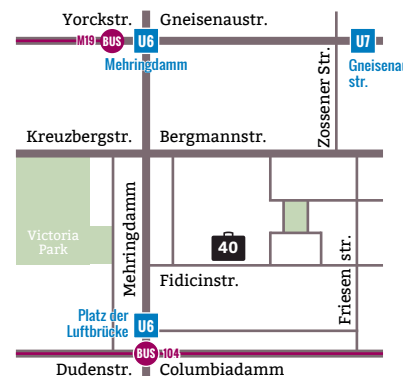 Yorckstr.
Gneisenaustr.
M19
BUS
U6
U7
Mehringdamm
Gneisenau
str.
Zossener Str.
Kreuzbergstr.
Bergmannstr.
Victoria
Park
Mehringdamm
40
Friesen str.
Fidicinstr.
Platz der
Luftbrücke
U6
BUS
104
Dudenstr.
Columbiadamm